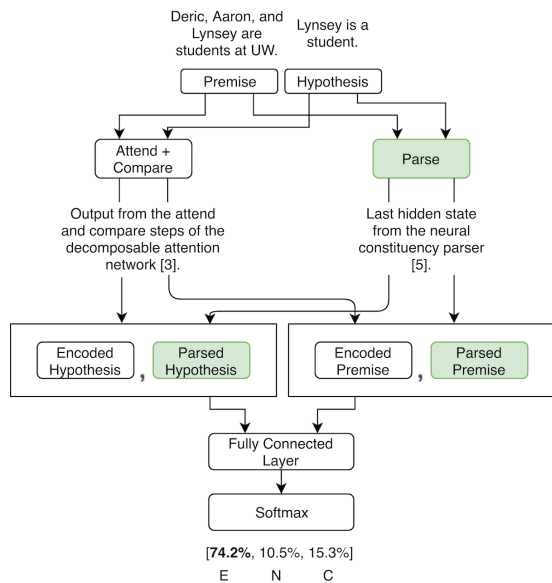 Deric, Aaron, and
Lynsey are
students at UW.
Lynsey is a
student.
Premise
Hypothesis
Attend +
Compare
Parse
Output from the attend
and compare steps of the
decomposable attention
network [3].
Last hidden state
from the neural
constituency parser
[5].
Encoded
Hypothesis
,
Parsed
Hypothesis
Encoded
Premise
,
Parsed
Premise
Fully Connected
Layer
Softmax
[74.2%, 10.5%, 15.3%]
E N C